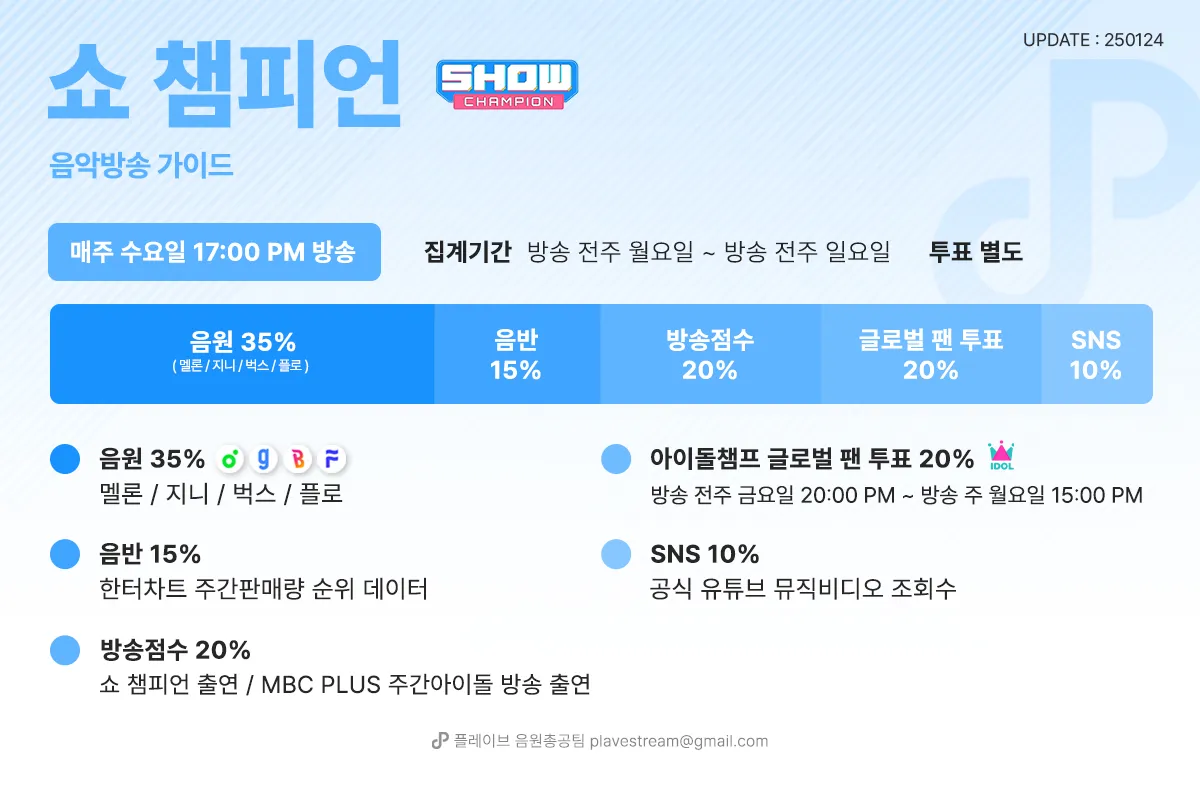 UPDATE : 250124
쇼 챔피언
SHOW
CHAMPION
음악방송 가이드
매주 수요일 17:00 PM 방송
집계기간 방송 전주 월요일 ~ 방송 전주 일요일 투표 별도
음원 35%
( 멜론 / 지니 / 벅스 / 플로 )
음반
15%
방송점수
20%
글로벌 팬 투표
20%
SNS
10%
음원 35%
멜론 / 지니 / 벅스 / 플로
음반 15%
한터차트 주간판매량 순위 데이터
방송점수 20%
쇼 챔피언 출연 / MBC PLUS 주간아이돌 방송 출연
아이돌챔프 글로벌 팬 투표 20%
IDOL
방송 전주 금요일 20:00 PM ~ 방송 주 월요일 15:00 PM
SNS 10%
공식 유튜브 뮤직비디오 조회수
플레이브 음원총공팀 plavestream@gmail.com